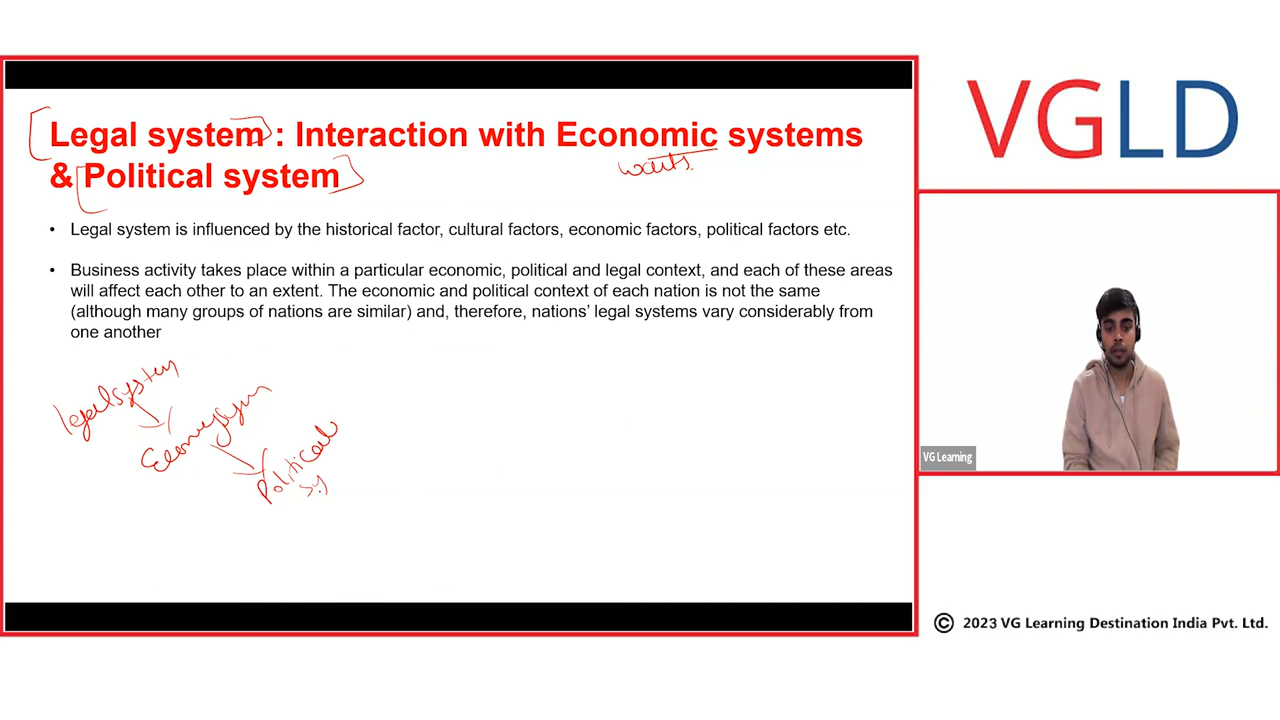 Legal system : Interaction with Economic systems
& Political system
wants.
• Legal system is influenced by the historical factor, cultural factors, economic factors, political factors etc.
• Business activity takes place within a particular economic, political and legal context, and each of these areas
will affect each other to an extent. The economic and political context of each nation is not the same
(although many groups of nations are similar) and, therefore, nations’ legal systems vary considerably from
one another
legal system
Political
sy
VGLD
VG Learning
© 2023 VG Learning Destination India Pvt. Ltd.